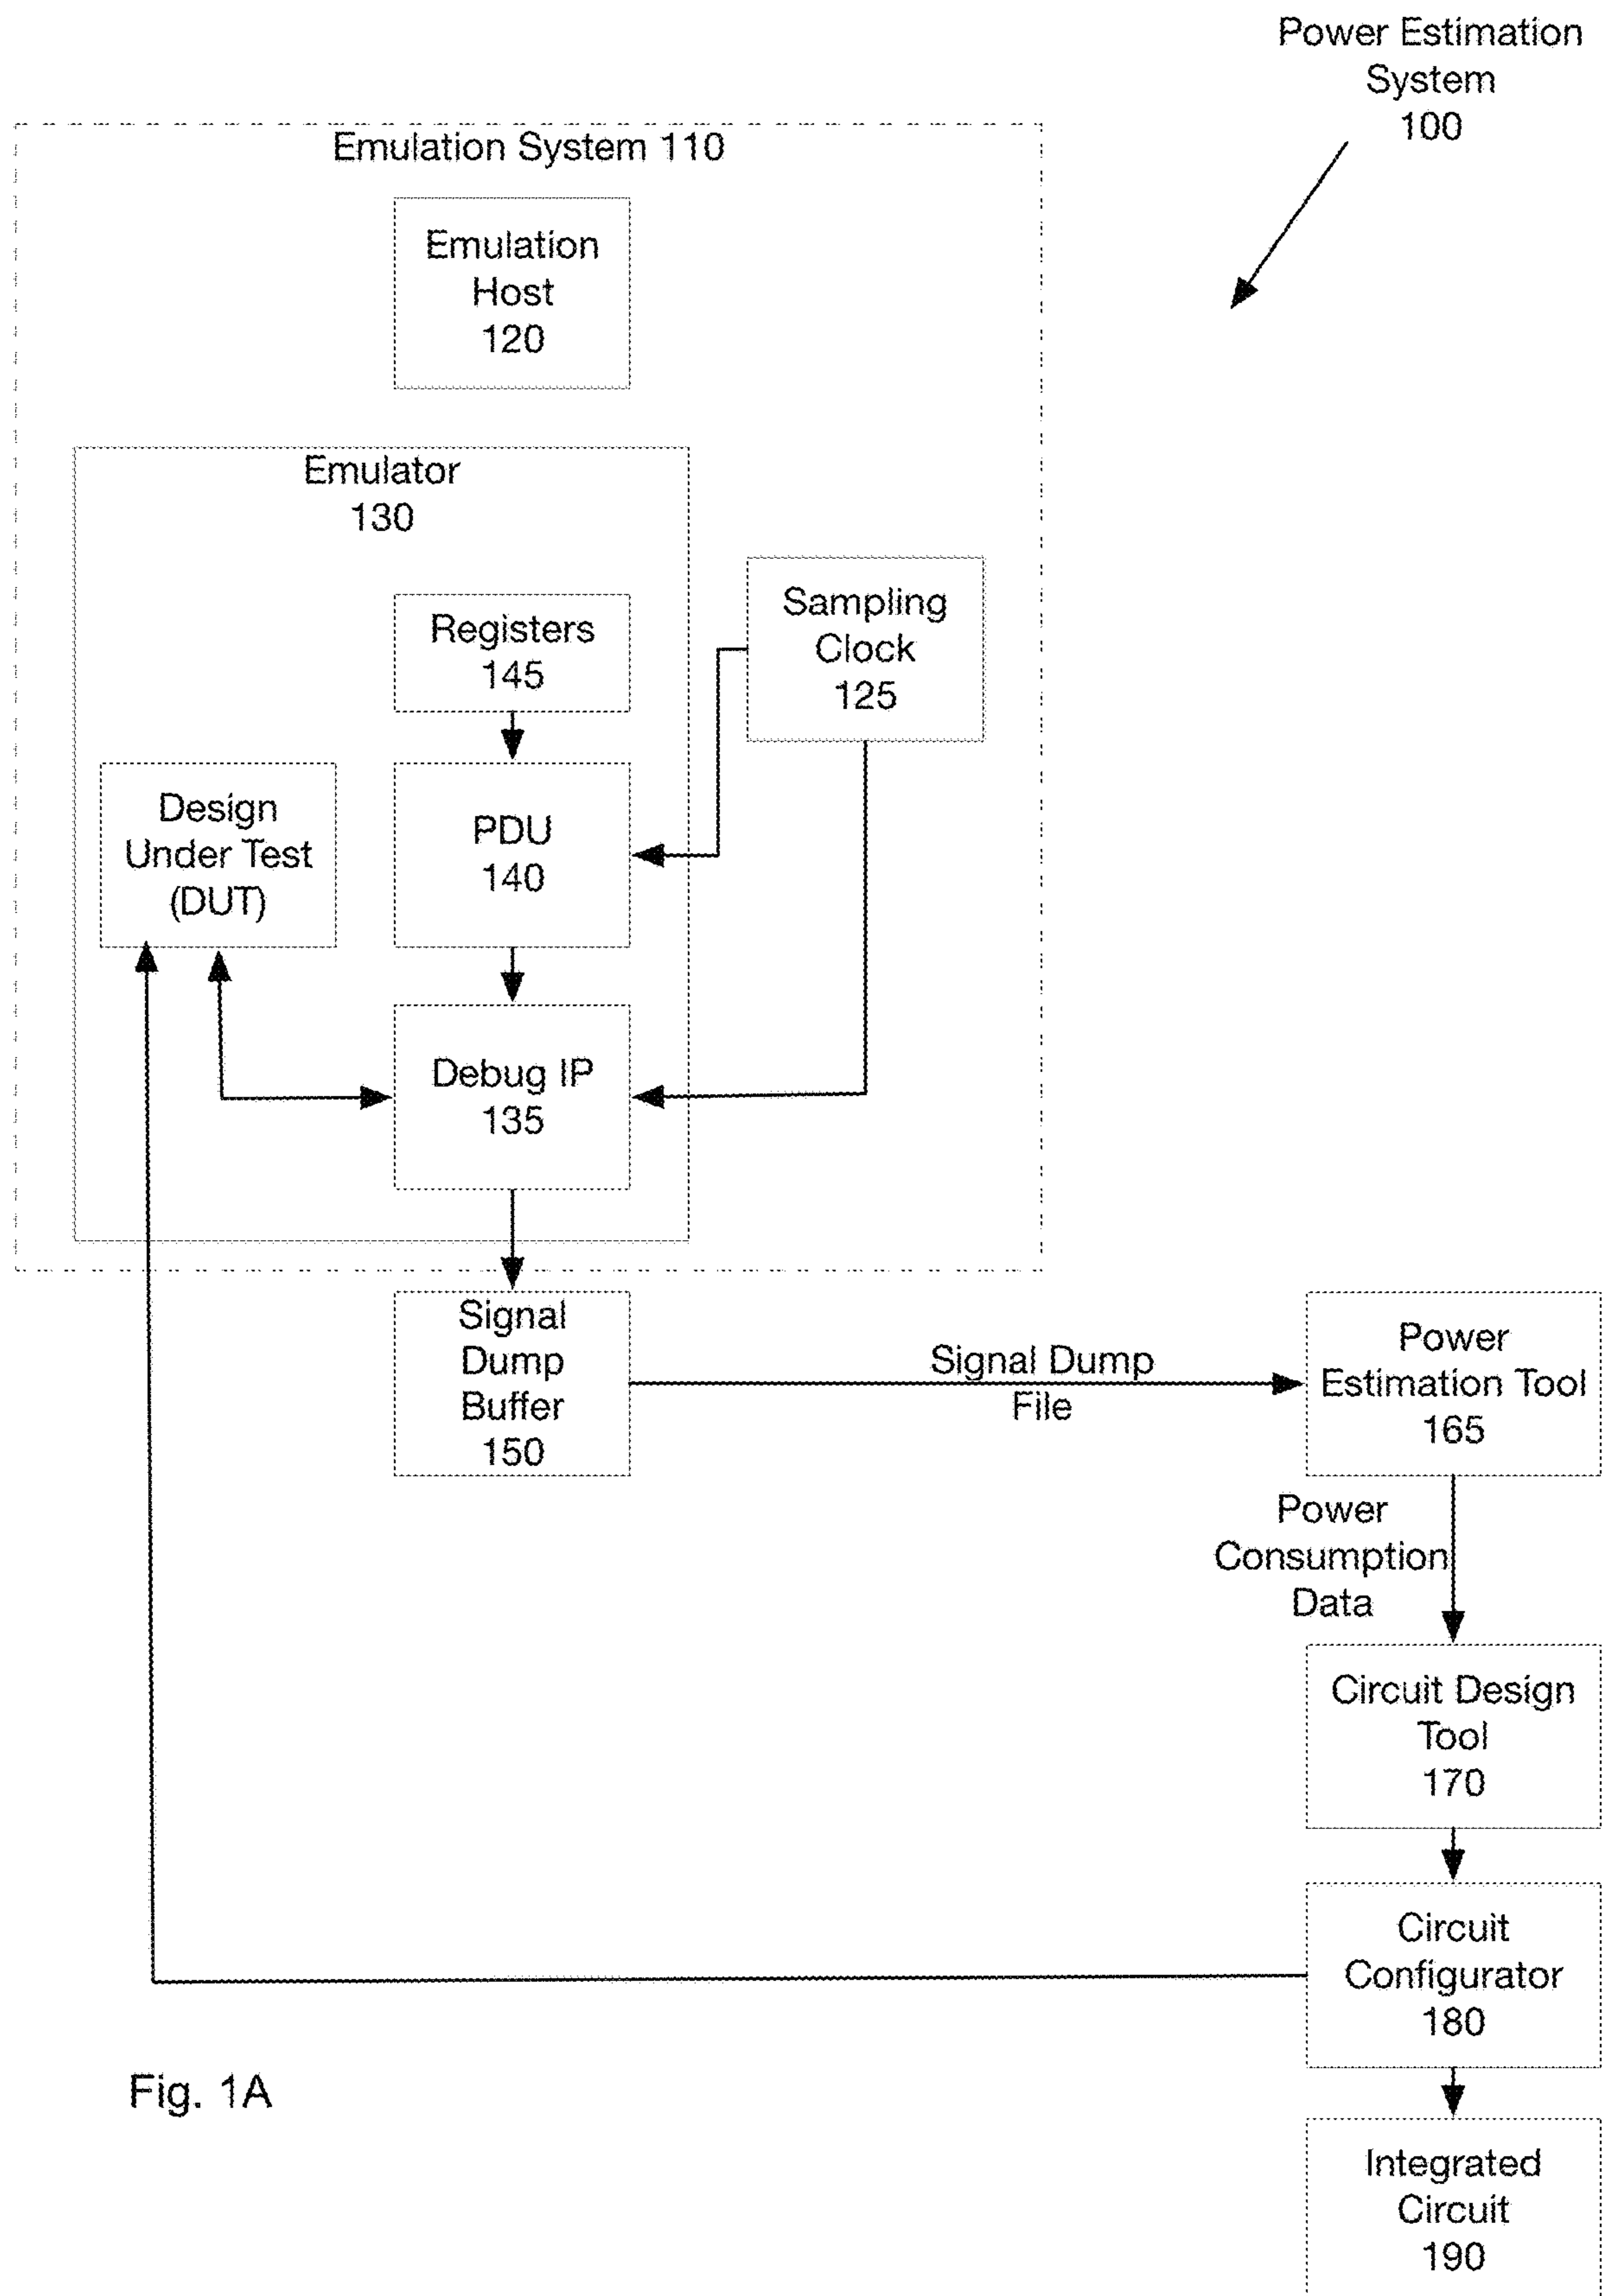 Power Estimation
System
100
Emulation System 110
Emulation
Host
120
Emulator
130
Registers
145
Sampling
Clock
125
Design
Under Test
(DUT)
PDU
140
Debug IP
135
Signal
Dump
Buffer
150
Signal Dump
File
Power
Estimation Tool
165
Power
Consumption
Data
Circuit Design
Tool
170
Circuit
Configurator
180
Fig. 1A
Integrated
Circuit
190